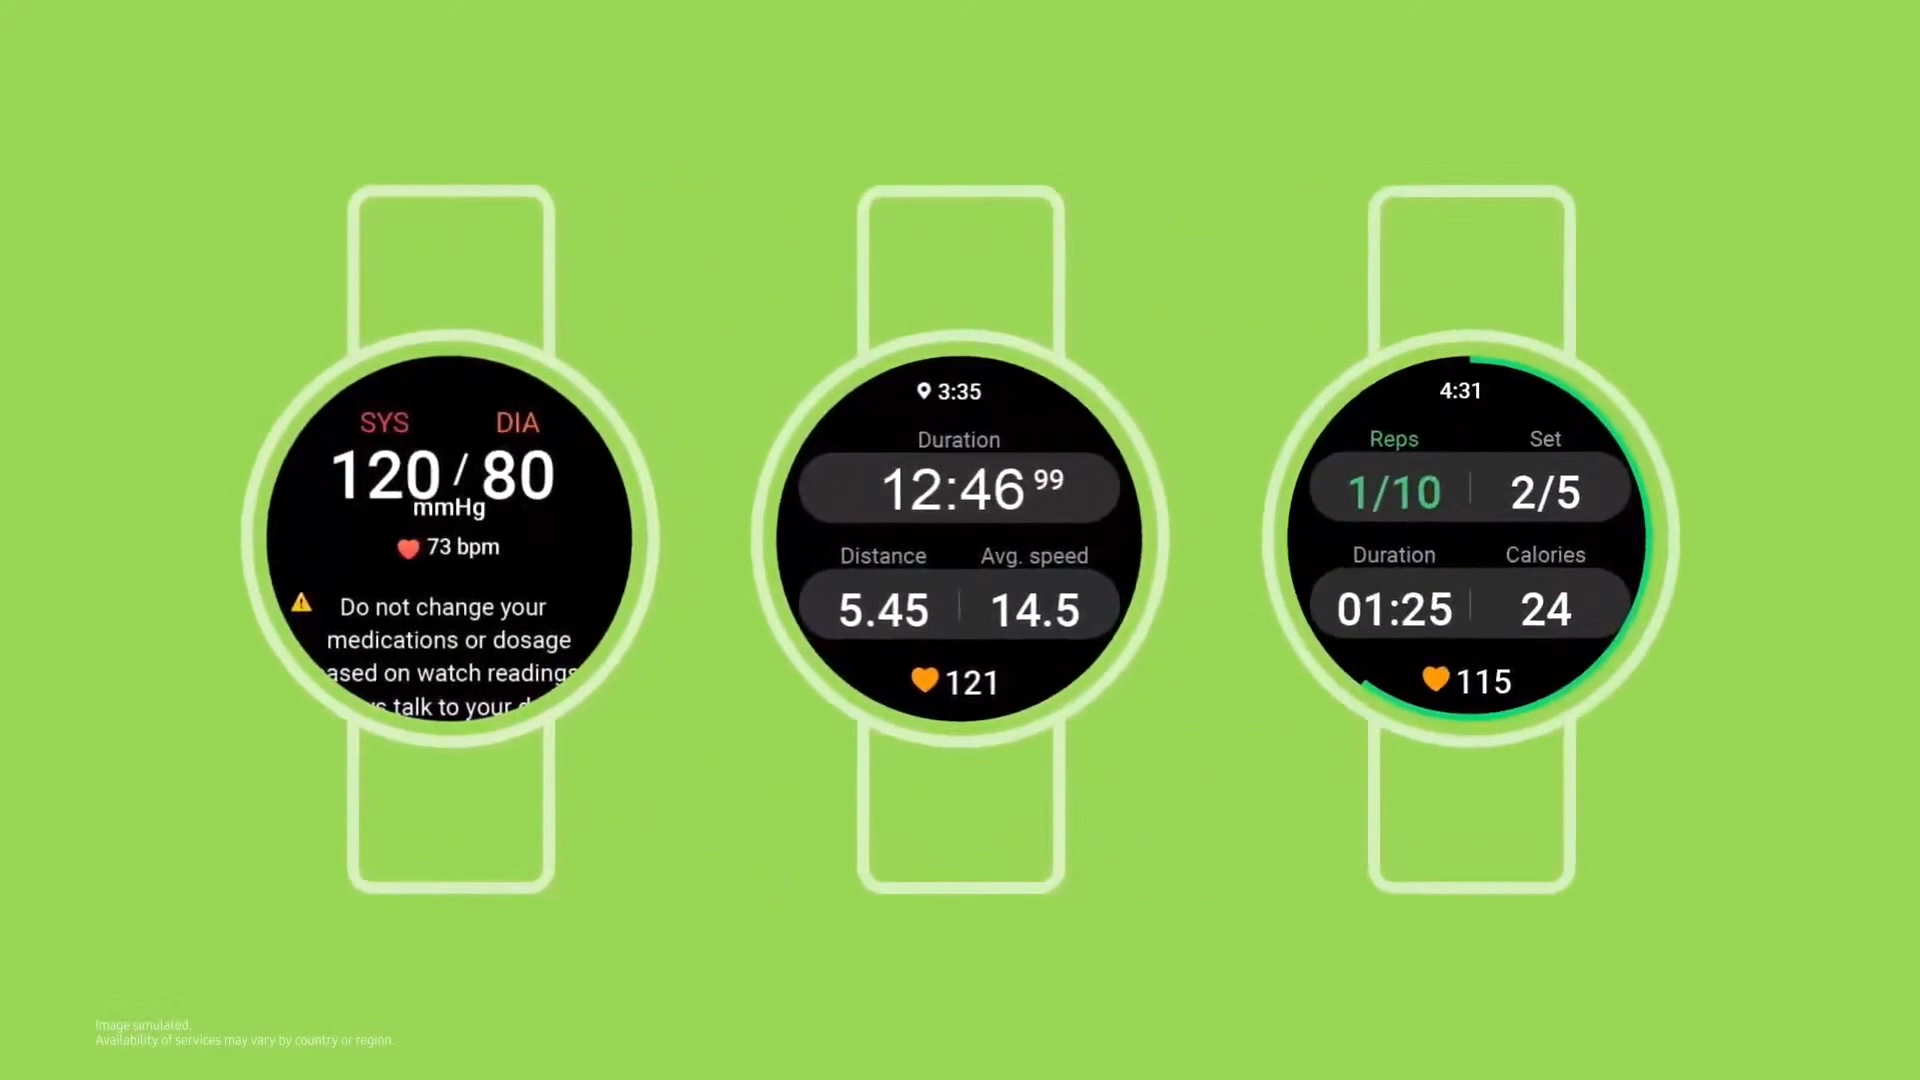 SYS DIA
120/80
mmHg
73 bpm
Do not change your
medications or dosage
ased on watch readings
talk to your
3:35
Duration
12:46 99
Distance Avg. speed
5.45 14.5
121
4:31
Reps Set
1/10 2/5
Duration Calories
01:25 24
115
Image simulated.
Availability of services may vary by country or region.